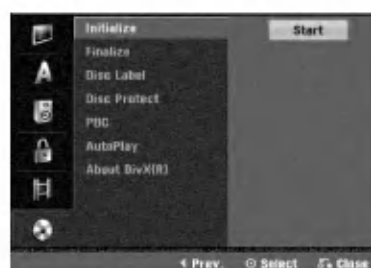 Initialize
Start
Finalize
Disc Label
Disc Protect
PBC
AutoPlay
About DivX(R)
A
Prev. Select Close